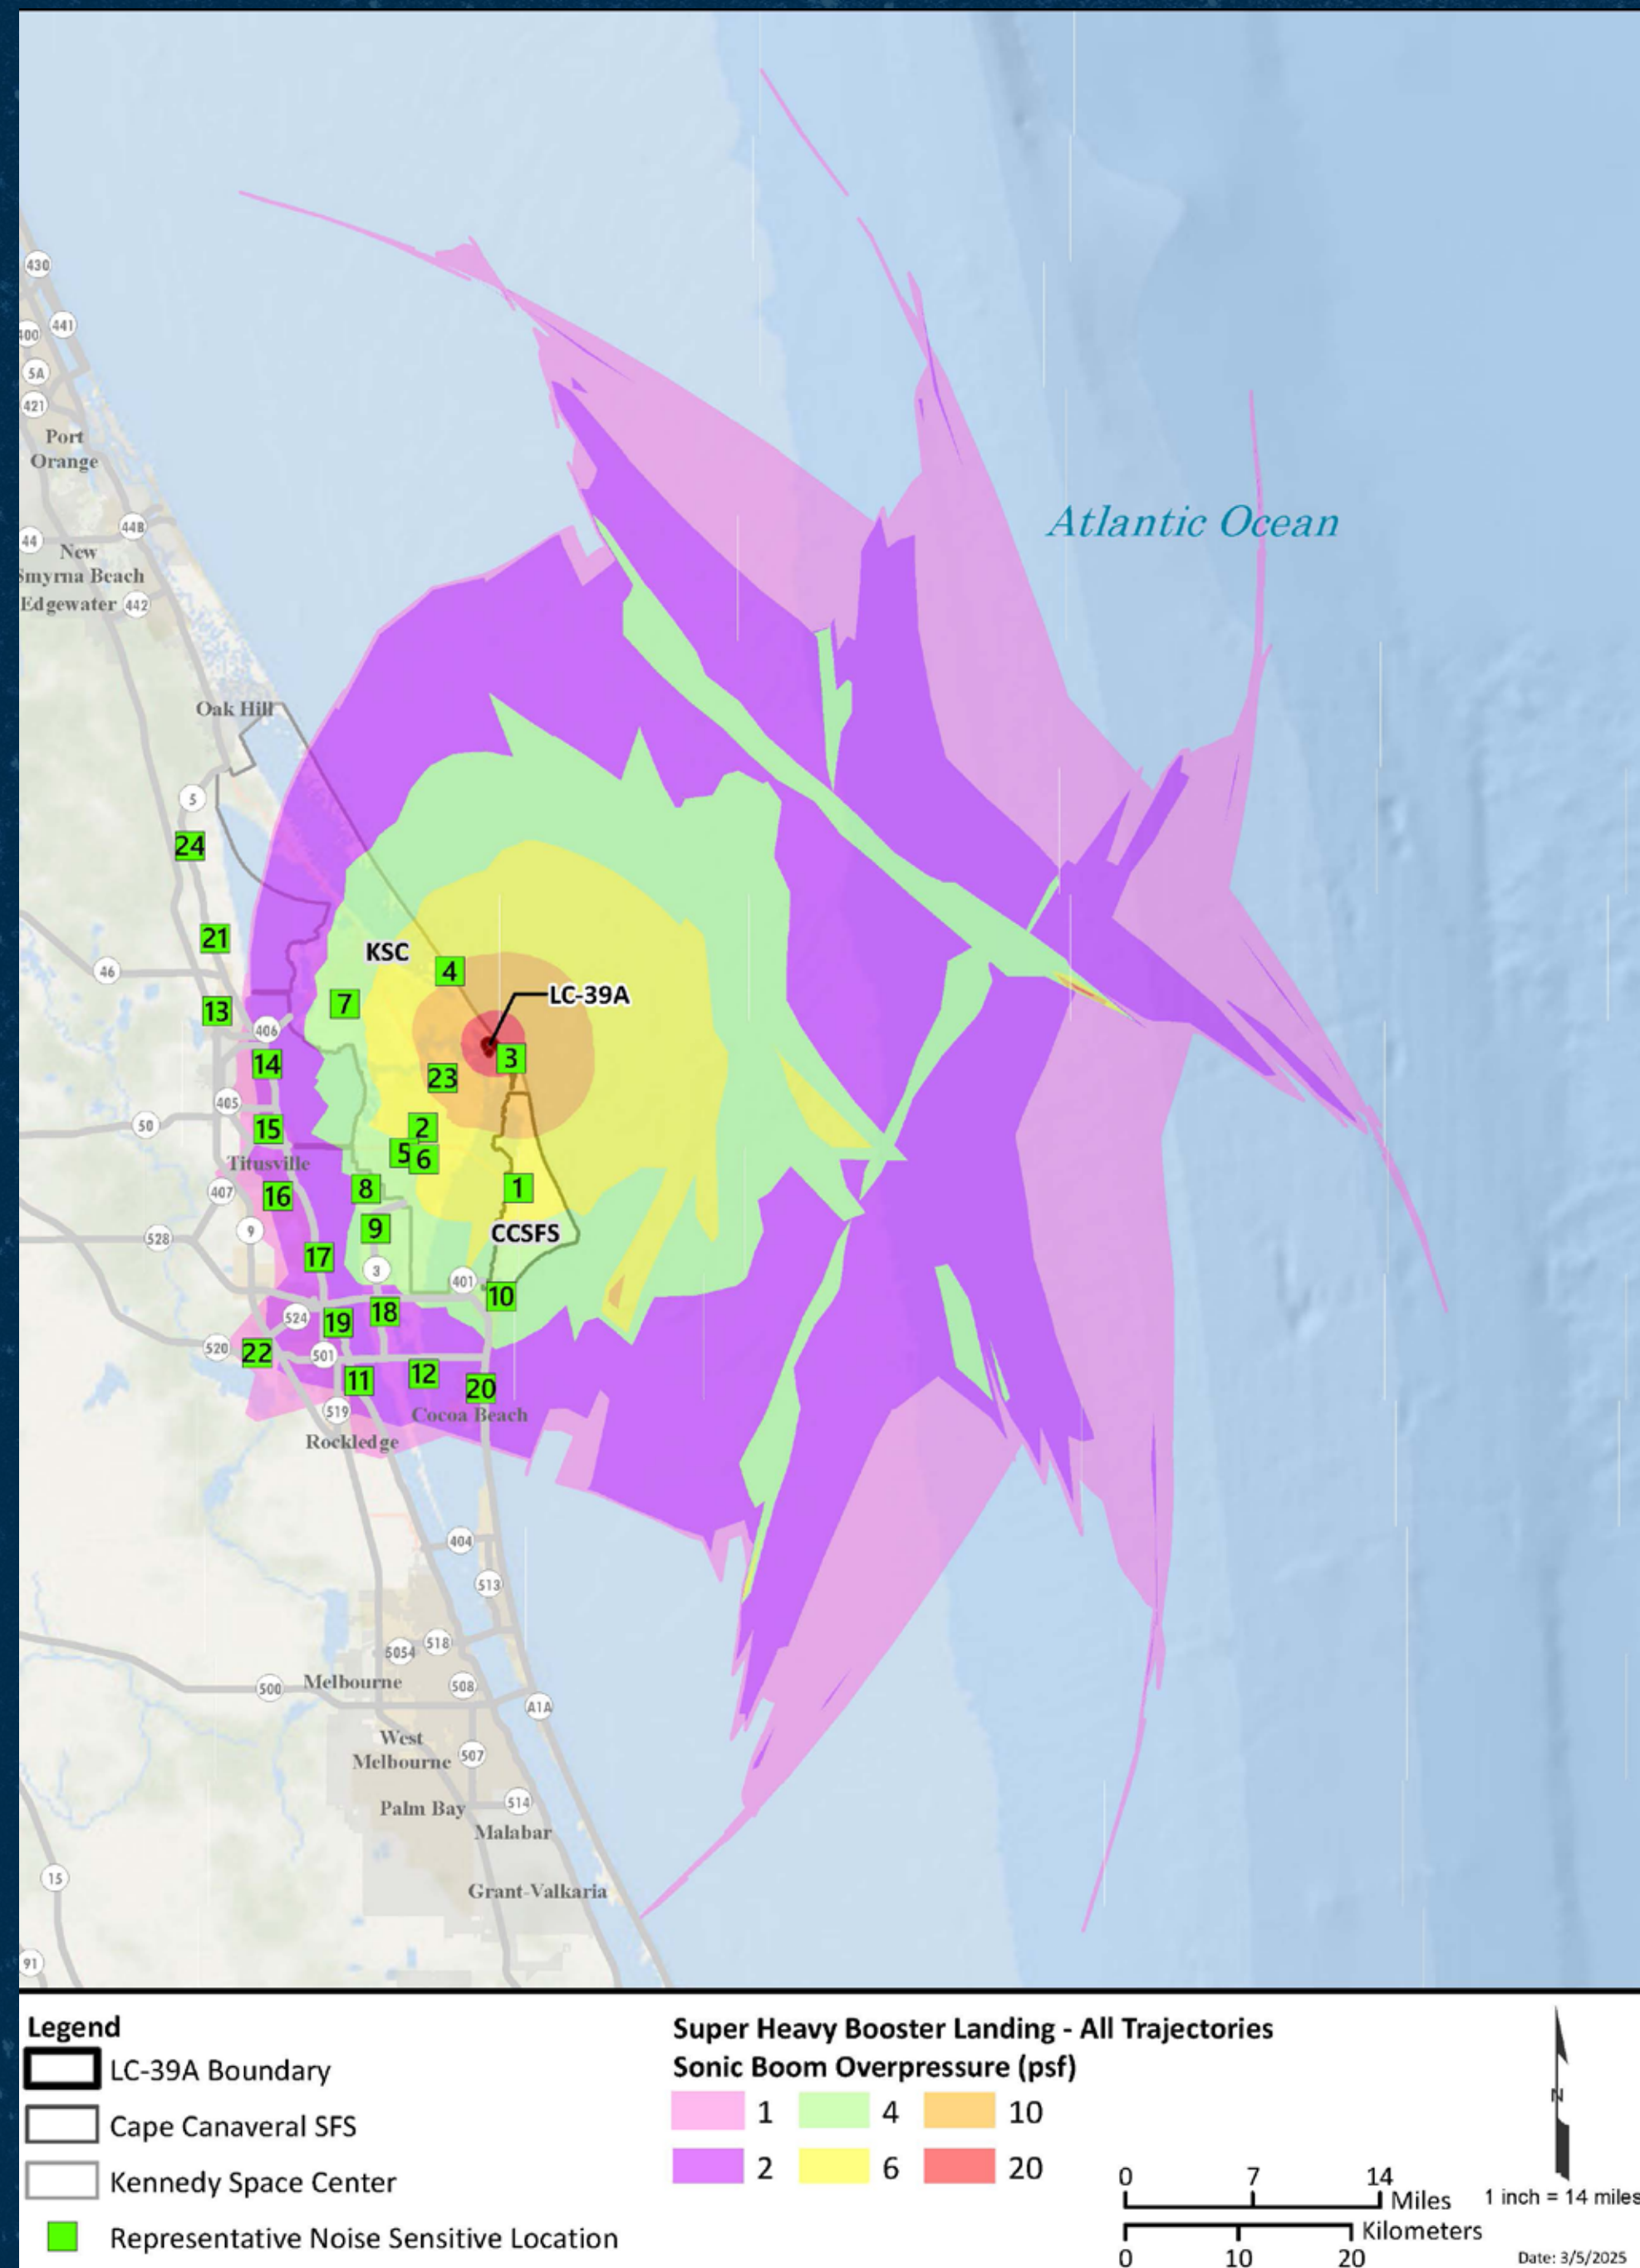 430
441
400
5A
421
Port
Orange
44B
44
New
Smyrna Beach
Edgewater
442
Atlantic Ocean
Oak Hill
5
24
21
46
13
406
14
405
50
15
Titusville
407
16
9
528
17
KSC
4
LC-39A
7
3
23
2
5
6
8
1
9
CCSFS
3
401
10
524
19
18
520
22
501
11
12
20
519
Cocoa Beach
Rockledge
404
513
518
5054
500
Melbourne
508
A1A
West
Melbourne
507
Palm Bay
514
Malabar
15
Grant-Valkaria
91
Legend
LC-39A Boundary
Cape Canaveral SFS
Kennedy Space Center
Representative Noise Sensitive Location
Super Heavy Booster Landing - All Trajectories
Sonic Boom Overpressure (psf)
1
4
10
2
6
20
0 7 14
Miles
Kilometers
0 10 20
N
1 inch = 14 miles
Date: 3/5/2025